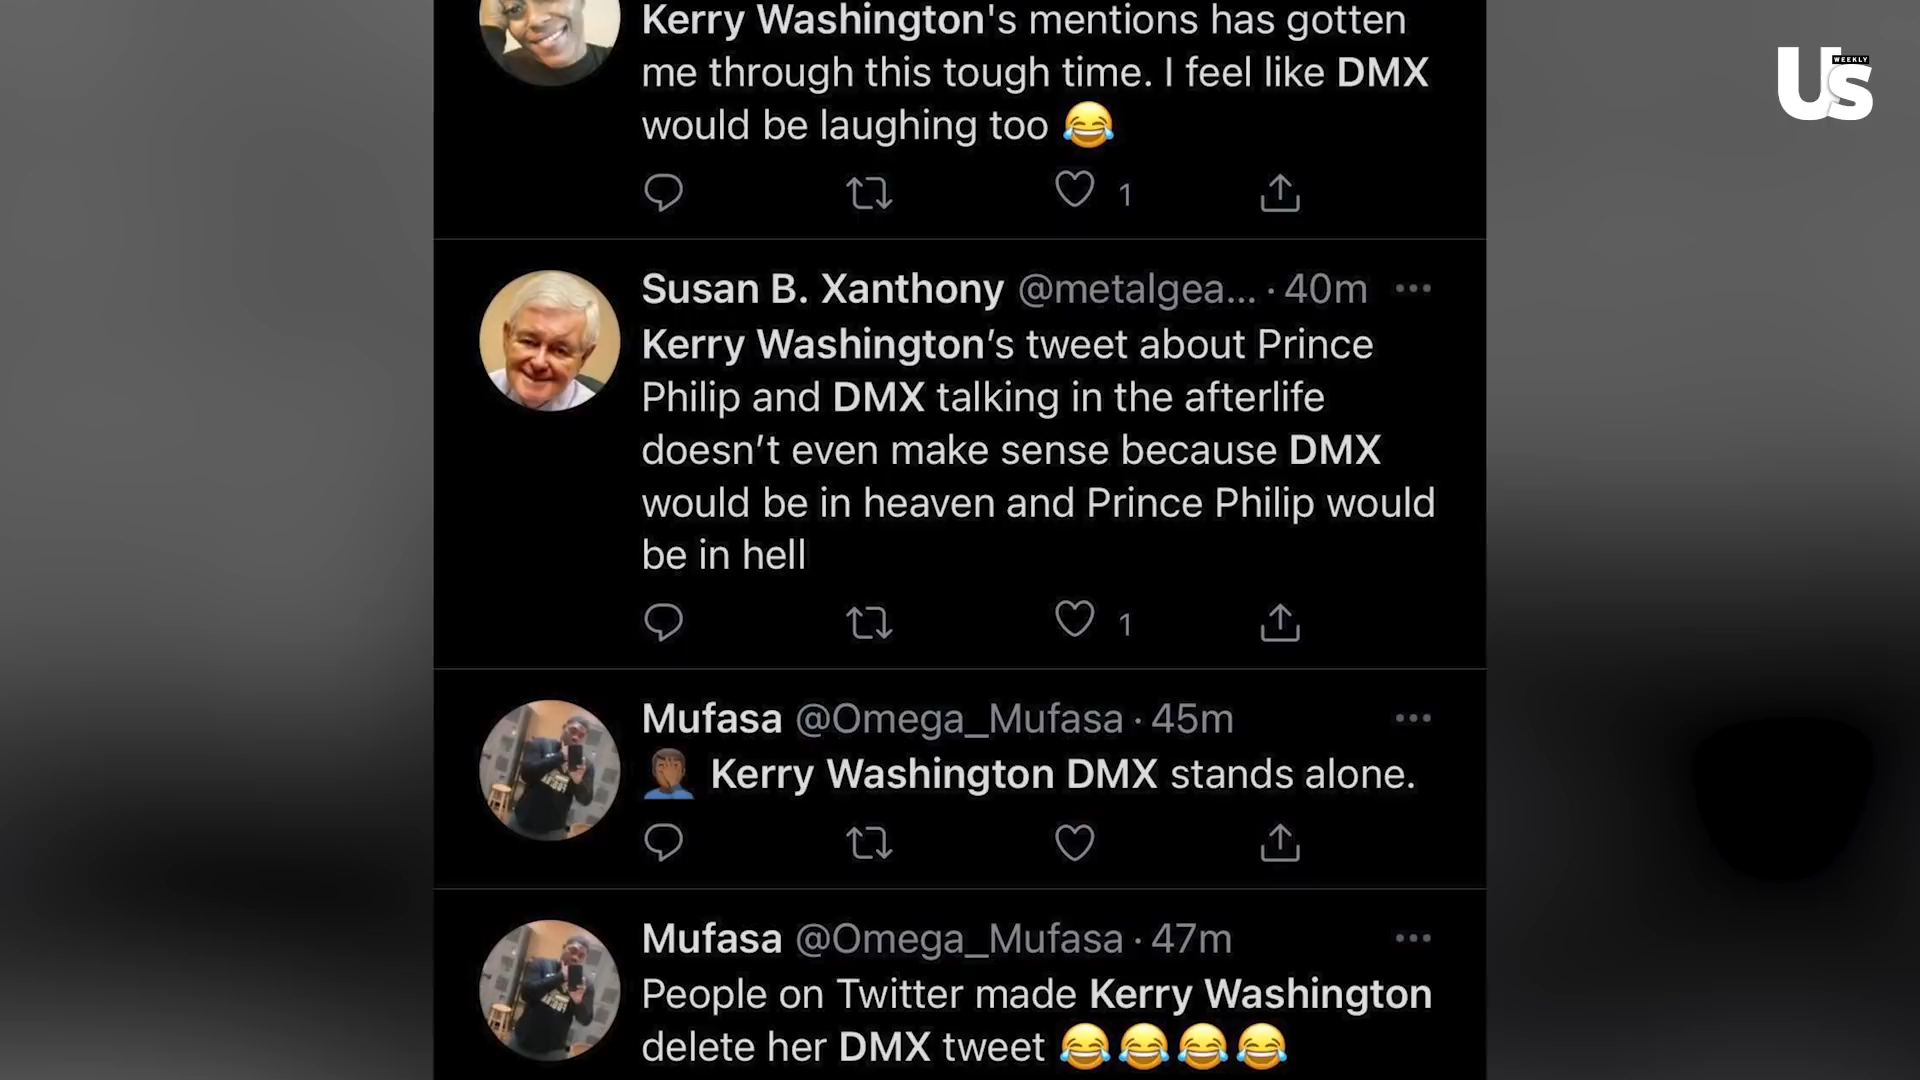 Kerry Washington's mentions has gotten
me through this tough time. I feel like DMX
would be laughing too 😂
1
Us
WEEKLY
Susan B. Xanthony @metalgea... · 40m
Kerry Washington’s tweet about Prince
Philip and DMX talking in the afterlife
doesn’t even make sense because DMX
would be in heaven and Prince Philip would
be in hell
1
Mufasa @Omega_Mufasa · 45m
🤦🏾‍♂️ Kerry Washington DMX stands alone.
Mufasa @Omega_Mufasa · 47m
People on Twitter made Kerry Washington
delete her DMX tweet 😂😂😂😂